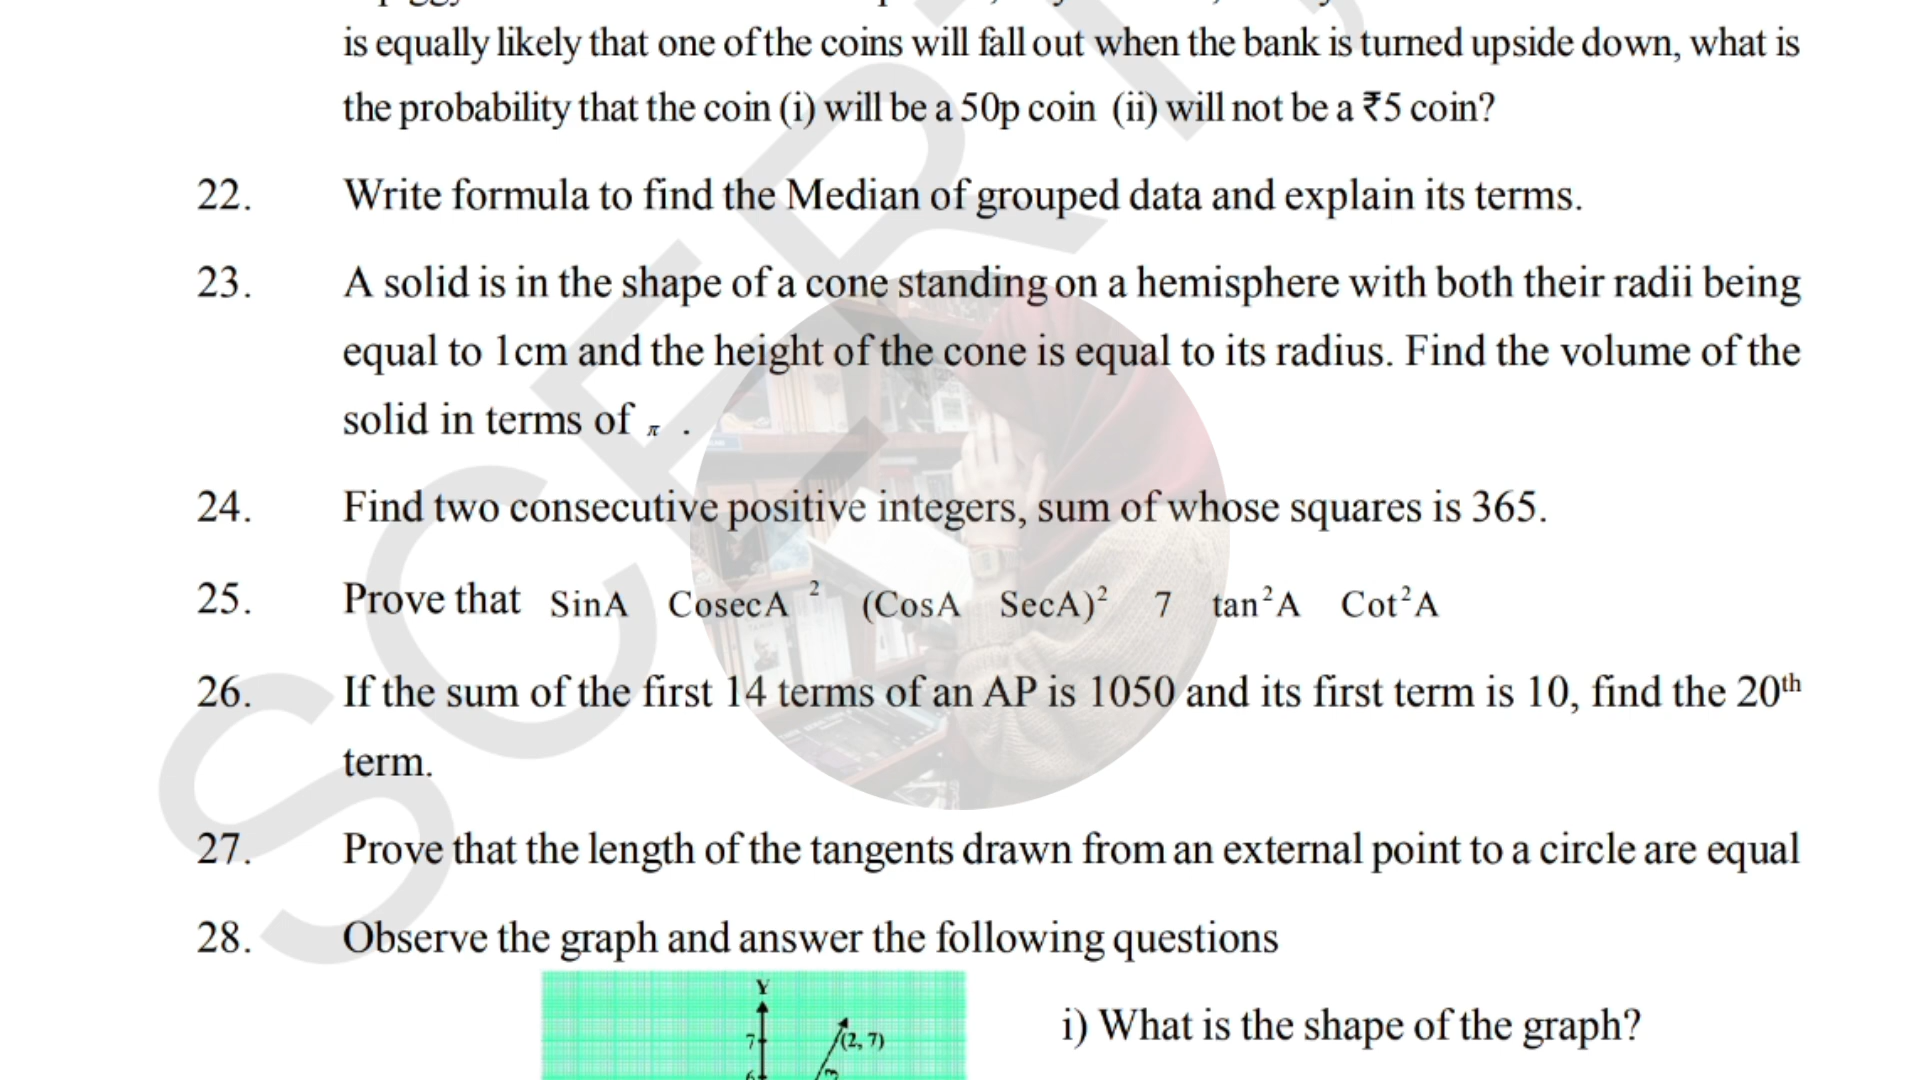 is equally likely that one of the coins will fall out when the bank is turned upside down, what is
the probability that the coin (i) will be a 50p coin (ii) will not be a ₹5 coin?
22. Write formula to find the Median of grouped data and explain its terms.
23. A solid is in the shape of a cone standing on a hemisphere with both their radii being
equal to 1cm and the height of the cone is equal to its radius. Find the volume of the
solid in terms of π .
24. Find two consecutive positive integers, sum of whose squares is 365.
25. Prove that SinA CosecA ² (CosA SecA)² 7 tan²A Cot²A
26. If the sum of the first 14 terms of an AP is 1050 and its first term is 10, find the 20th
term.
27. Prove that the length of the tangents drawn from an external point to a circle are equal
28. Observe the graph and answer the following questions
Y
7
(2, 7)
6
i) What is the shape of the graph?
SCERT